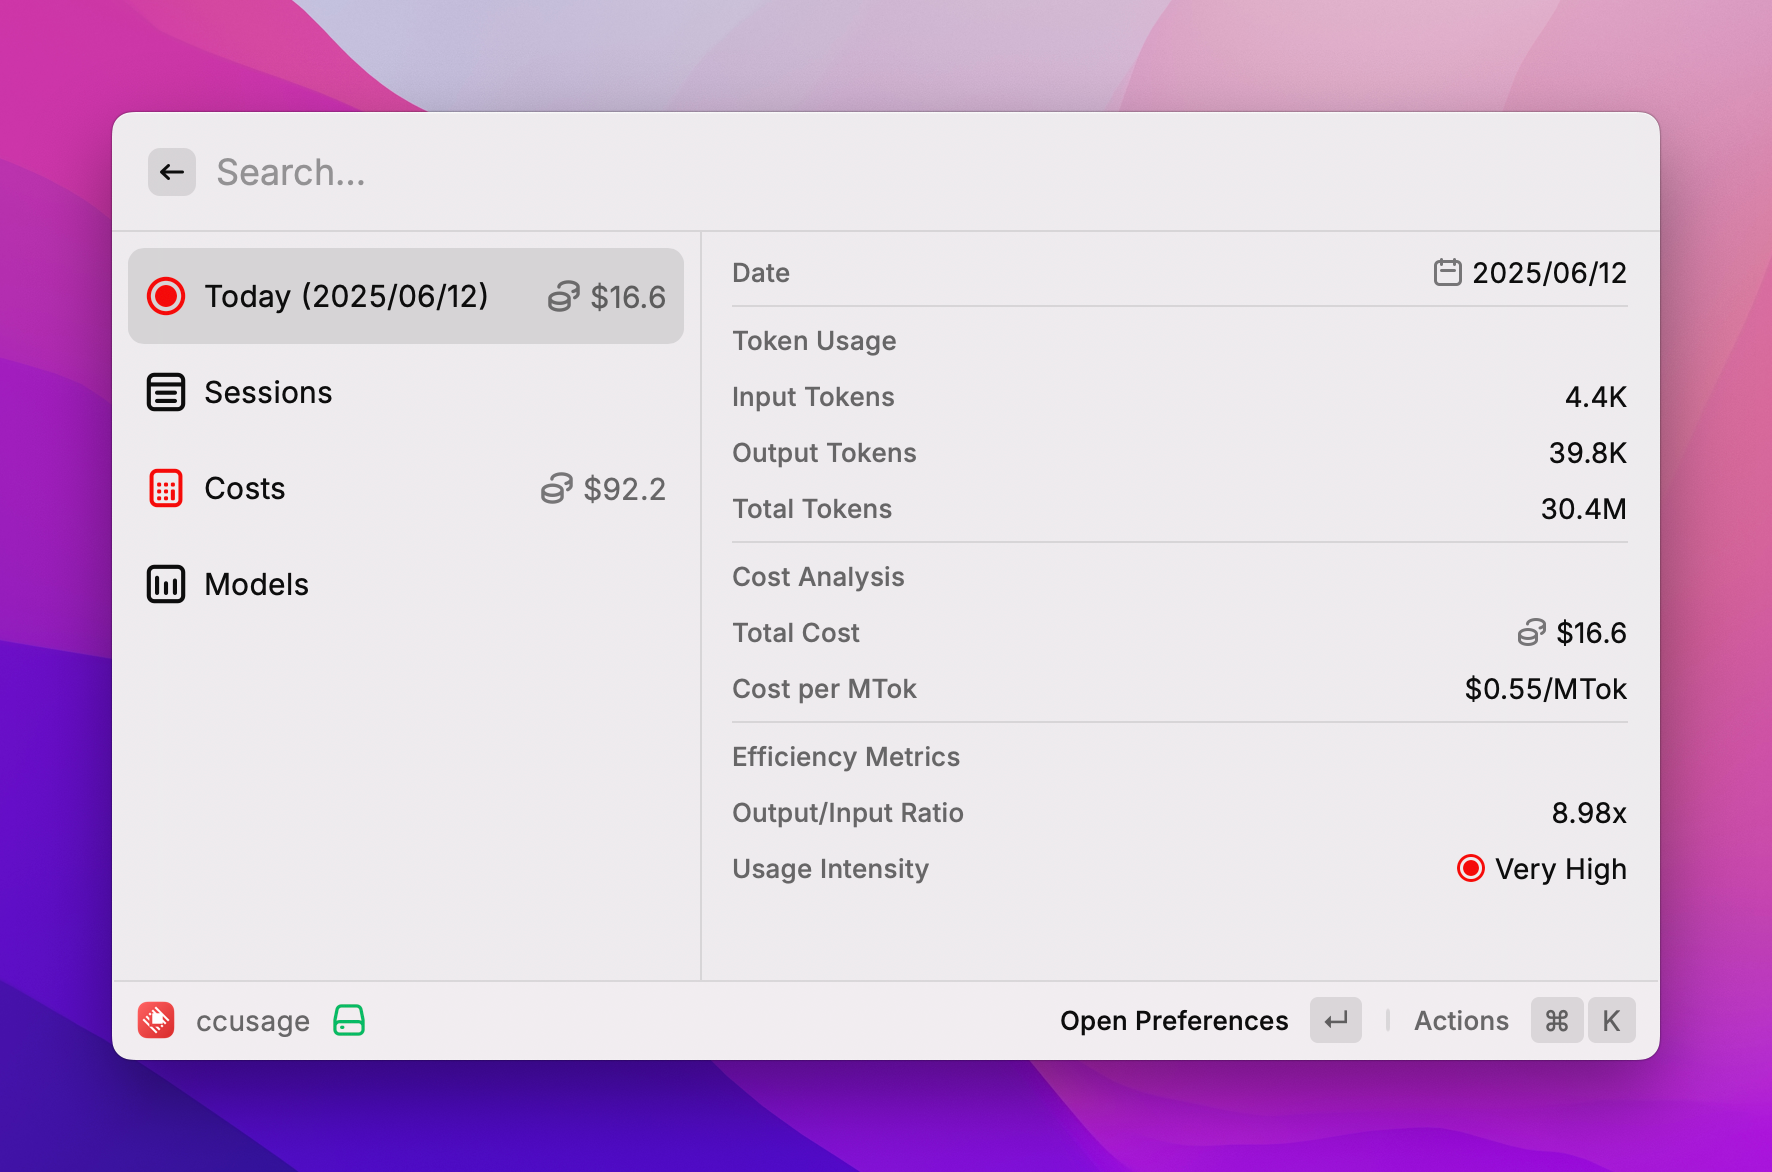 Search...
Today (2025/06/12) $16.6
Sessions
Costs $92.2
Models
Date 2025/06/12
Token Usage
Input Tokens 4.4K
Output Tokens 39.8K
Total Tokens 30.4M
Cost Analysis
Total Cost $16.6
Cost per MTok $0.55/MTok
Efficiency Metrics
Output/Input Ratio 8.98x
Usage Intensity Very High
ccusage Open Preferences ↵ Actions ⌘ K